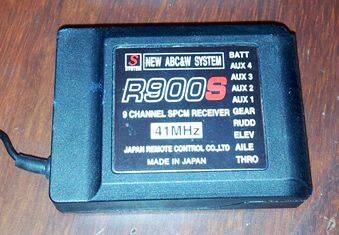 S NEW ABC&W SYSTEM
R900S
9 CHANNEL SPCM RECEIVER
41MHz
JAPAN REMOTE CONTROL CO.,LTD
MADE IN JAPAN
BATT
AUX 4
AUX 3
AUX 2
AUX 1
GEAR
RUDD
ELEV
AILE
THRO